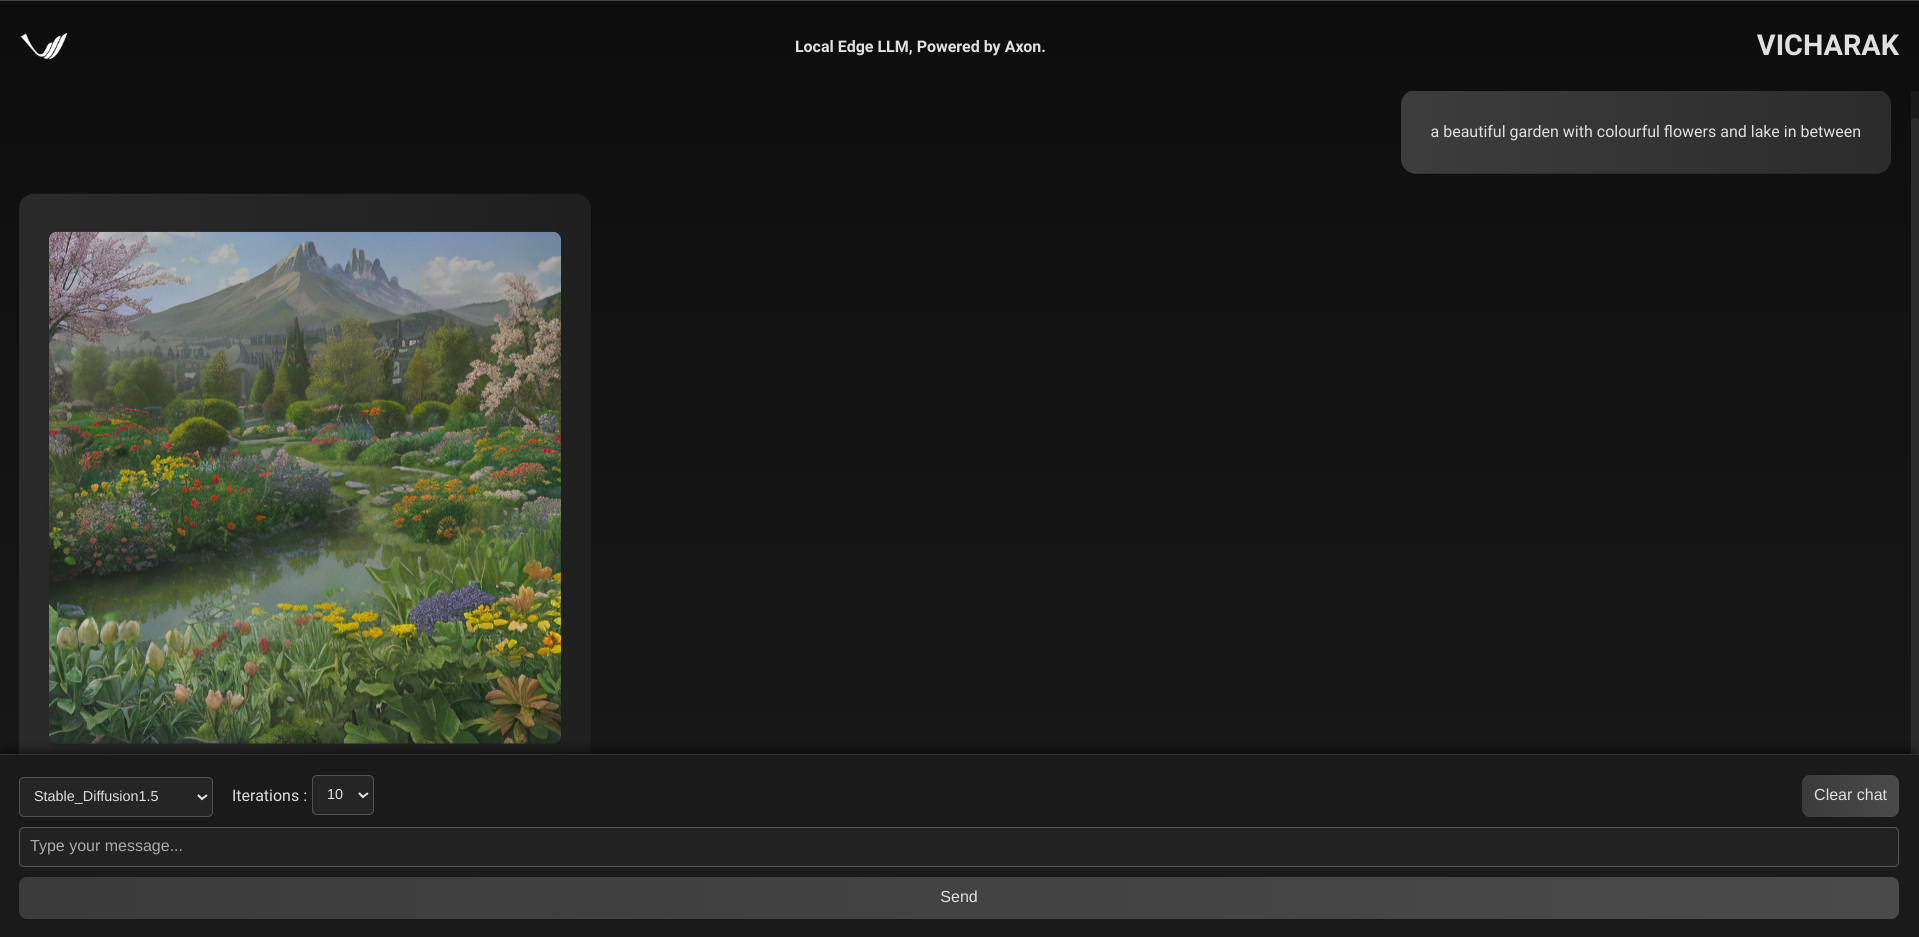 Local Edge LLM, Powered by Axon.
VICHARAK
a beautiful garden with colourful flowers and lake in between
Stable_Diffusion1.5
Iterations :
10
Clear chat
Type your message...
Send